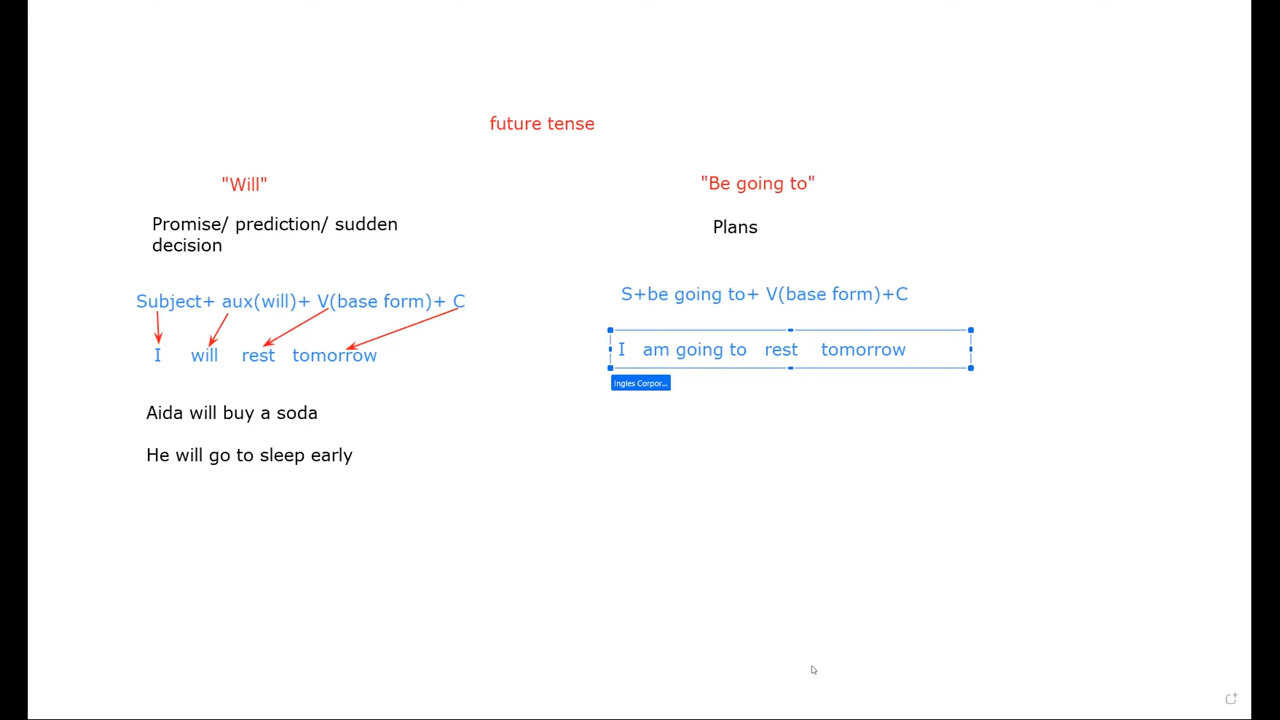 future tense
"Will"
Promise/ prediction/ sudden
decision
Subject+ aux(will)+ V(base form)+ C
I will rest tomorrow
Aida will buy a soda
He will go to sleep early
"Be going to"
Plans
S+be going to+ V(base form)+C
I am going to rest tomorrow
Ingles Corpor...